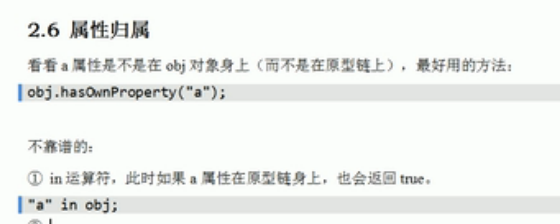 2.6 属性归属
看看 a 属性是不是在 obj 对象身上（而不是在原型链上），最好用的方法：
obj.hasOwnProperty("a");
不靠谱的：
① in 运算符，此时如果 a 属性在原型链身上，也会返回 true。
"a" in obj;